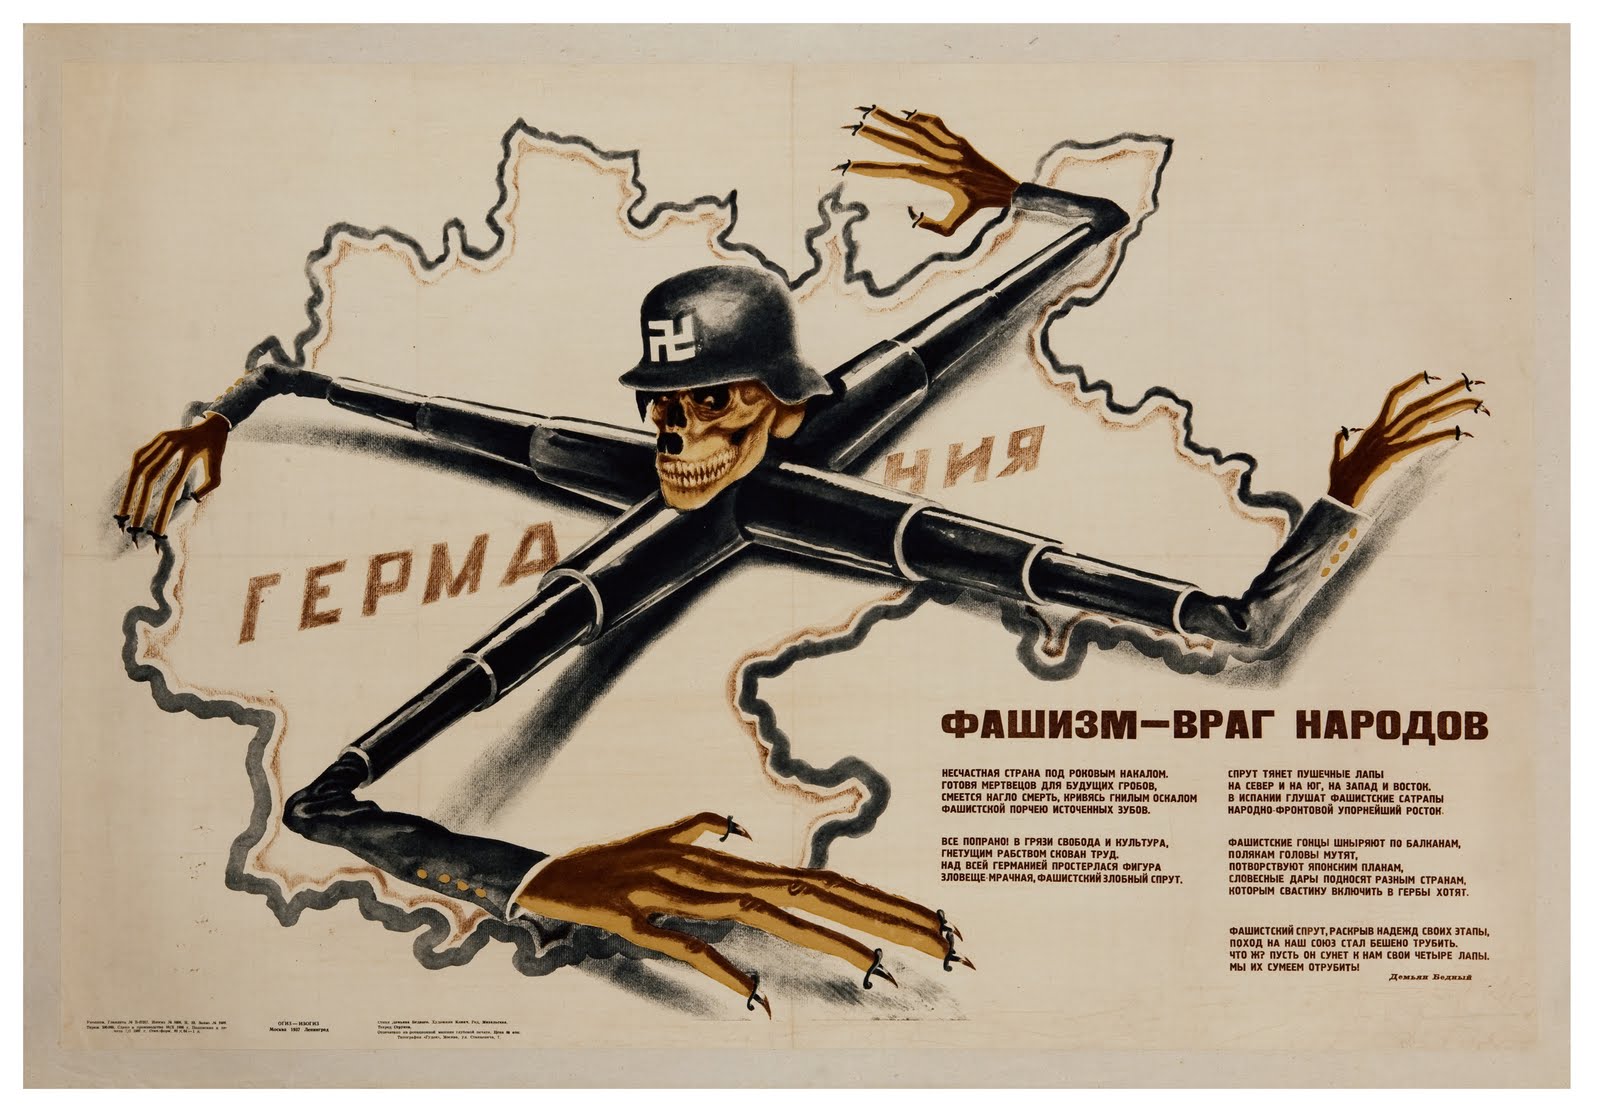 ГЕРМАНИЯ
ФАШИЗМ—ВРАГ НАРОДОВ
НЕСЧАСТНАЯ СТРАНА ПОД РОКОВЫМ НАКАЛОМ.
ГОТОВЯ МЕРТВЕЦОВ ДЛЯ БУДУЩИХ ГРОБОВ,
СМЕЕТСЯ НАГЛО СМЕРТЬ, КРИВЯСЬ ГНИЛЫМ ОСКАЛОМ
ФАШИСТСКОЙ ПОРЧЕЮ ИСТОЧЕННЫХ ЗУБОВ.
ВСЕ ПОПРАНО! В ГРЯЗИ СВОБОДА И КУЛЬТУРА,
ГНЕТУЩИМ РАБСТВОМ СКОВАН ТРУД.
НАД ВСЕЙ ГЕРМАНИЕЙ ПРОСТЕРЛАСЯ ФИГУРА
ЗЛОВЕЩЕ-МРАЧНАЯ, ФАШИСТСКИЙ ЗЛОБНЫЙ СПРУТ.
СПРУТ ТЯНЕТ ПУШЕЧНЫЕ ЛАПЫ
НА СЕВЕР И НА ЮГ, НА ЗАПАД И ВОСТОК.
В ИСПАНИИ ГЛУШАТ ФАШИСТСКИЕ САТРАПЫ
НАРОДНО-ФРОНТОВОЙ УПОРНЕЙШИЙ РОСТОК.
ФАШИСТСКИЕ ГОНЦЫ ШНЫРЯЮТ ПО БАЛКАНАМ,
ПОЛЯКАМ ГОЛОВЫ МУТЯТ,
ПОТВОРСТВУЮТ ЯПОНСКИМ ПЛАНАМ,
СЛОВЕСНЫЕ ДАРЫ ПОДНОСЯТ РАЗНЫМ СТРАНАМ,
КОТОРЫМ СВАСТИКУ ВКЛЮЧИТЬ В ГЕРБЫ ХОТЯТ.
ФАШИСТСКИЙ СПРУТ, РАСКРЫВ НАДЕЖД СВОИХ ЭТАПЫ,
ПОХОД НА НАШ СОЮЗ СТАЛ БЕШЕНО ТРУБИТЬ.
ЧТО Ж? ПУСТЬ ОН СУНЕТ К НАМ СВОИ ЧЕТЫРЕ ЛАПЫ.
МЫ ИХ СУМЕЕМ ОТРУБИТЬ!
Демьян Бедный
ОГИЗ—ИЗОГИЗ
Москва 1937 Ленинград